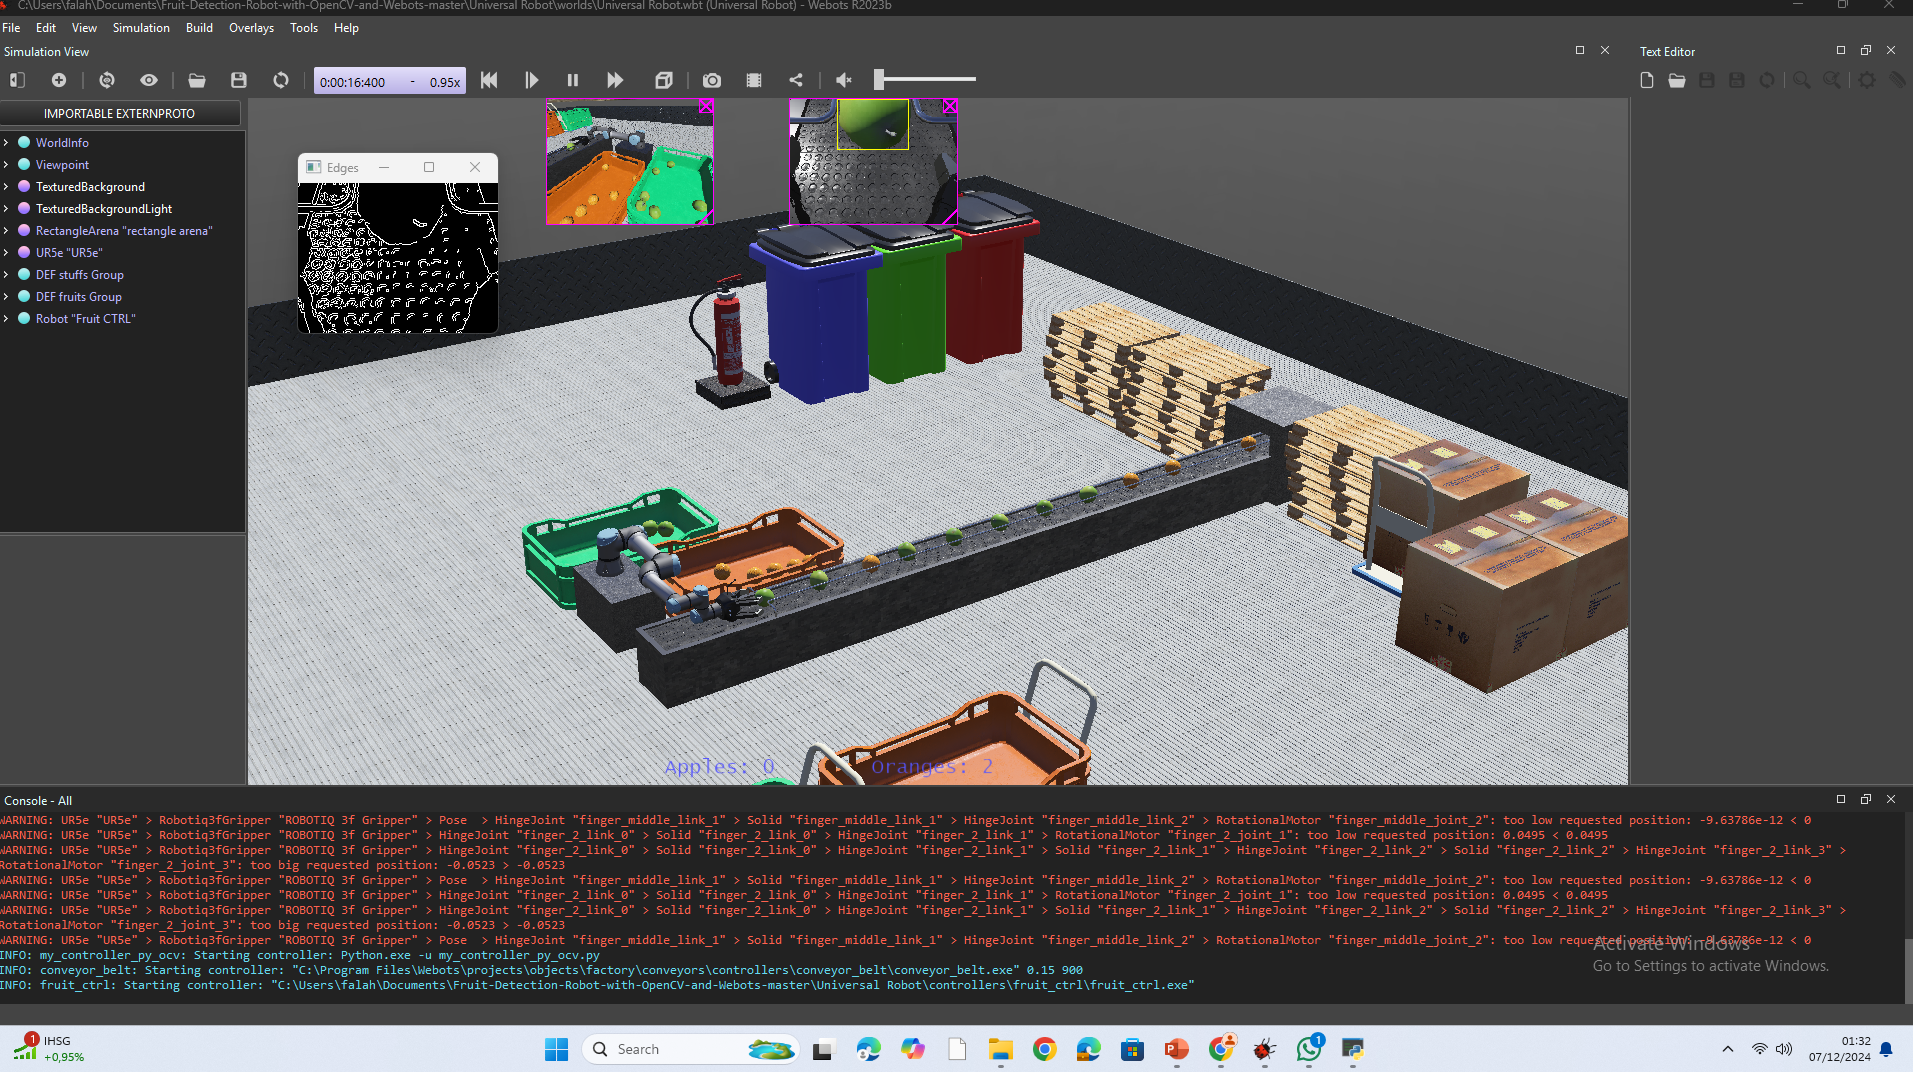 C:\Users\falah\Documents\Fruit-Detection-Robot-with-OpenCV-and-Webots-master\Universal Robot\worlds\Universal Robot.wbt (Universal Robot) - Webots R2023b
File Edit View Simulation Build Overlays Tools Help
Simulation View
Text Editor
0:00:16:400 - 0.95x
IMPORTABLE EXTERNPROTO
WorldInfo
Viewpoint
TexturedBackground
TexturedBackgroundLight
RectangleArena "rectangle arena"
UR5e "UR5e"
DEF stuffs Group
DEF fruits Group
Robot "Fruit CTRL"
Edges
Apples: 0 Oranges: 2
Console - All
WARNING: UR5e "UR5e" > Robotiq3fGripper "ROBOTIQ 3f Gripper" > Pose > HingeJoint "finger_middle_link_1" > Solid "finger_middle_link_1" > HingeJoint "finger_middle_link_2" > RotationalMotor "finger_middle_joint_2": too low requested position: -9.63786e-12 < 0
WARNING: UR5e "UR5e" > Robotiq3fGripper "ROBOTIQ 3f Gripper" > HingeJoint "finger_2_link_0" > Solid "finger_2_link_0" > HingeJoint "finger_2_link_1" > RotationalMotor "finger_2_joint_1": too low requested position: 0.0495 < 0.0495
WARNING: UR5e "UR5e" > Robotiq3fGripper "ROBOTIQ 3f Gripper" > HingeJoint "finger_2_link_0" > Solid "finger_2_link_0" > HingeJoint "finger_2_link_1" > Solid "finger_2_link_1" > HingeJoint "finger_2_link_2" > Solid "finger_2_link_2" > HingeJoint "finger_2_link_3" >
RotationalMotor "finger_2_joint_3": too big requested position: -0.0523 > -0.0523
WARNING: UR5e "UR5e" > Robotiq3fGripper "ROBOTIQ 3f Gripper" > Pose > HingeJoint "finger_middle_link_1" > Solid "finger_middle_link_1" > HingeJoint "finger_middle_link_2" > RotationalMotor "finger_middle_joint_2": too low requested position: -9.63786e-12 < 0
WARNING: UR5e "UR5e" > Robotiq3fGripper "ROBOTIQ 3f Gripper" > HingeJoint "finger_2_link_0" > Solid "finger_2_link_0" > HingeJoint "finger_2_link_1" > RotationalMotor "finger_2_joint_1": too low requested position: 0.0495 < 0.0495
WARNING: UR5e "UR5e" > Robotiq3fGripper "ROBOTIQ 3f Gripper" > HingeJoint "finger_2_link_0" > Solid "finger_2_link_0" > HingeJoint "finger_2_link_1" > Solid "finger_2_link_1" > HingeJoint "finger_2_link_2" > Solid "finger_2_link_2" > HingeJoint "finger_2_link_3" >
RotationalMotor "finger_2_joint_3": too big requested position: -0.0523 > -0.0523
WARNING: UR5e "UR5e" > Robotiq3fGripper "ROBOTIQ 3f Gripper" > Pose > HingeJoint "finger_middle_link_1" > Solid "finger_middle_link_1" > HingeJoint "finger_middle_link_2" > RotationalMotor "finger_middle_joint_2": too low requested position: -9.63786e-12 < 0
INFO: my_controller_py_ocv: Starting controller: Python.exe -u my_controller_py_ocv.py
INFO: conveyor_belt: Starting controller: "C:\Program Files\Webots\projects\objects\factory\conveyors\controllers\conveyor_belt\conveyor_belt.exe" 0.15 900
INFO: fruit_ctrl: Starting controller: "C:\Users\falah\Documents\Fruit-Detection-Robot-with-OpenCV-and-Webots-master\Universal Robot\controllers\fruit_ctrl\fruit_ctrl.exe"
Activate Windows
Go to Settings to activate Windows.
1
IHSG
+0,95%
Search
1
01:32
07/12/2024